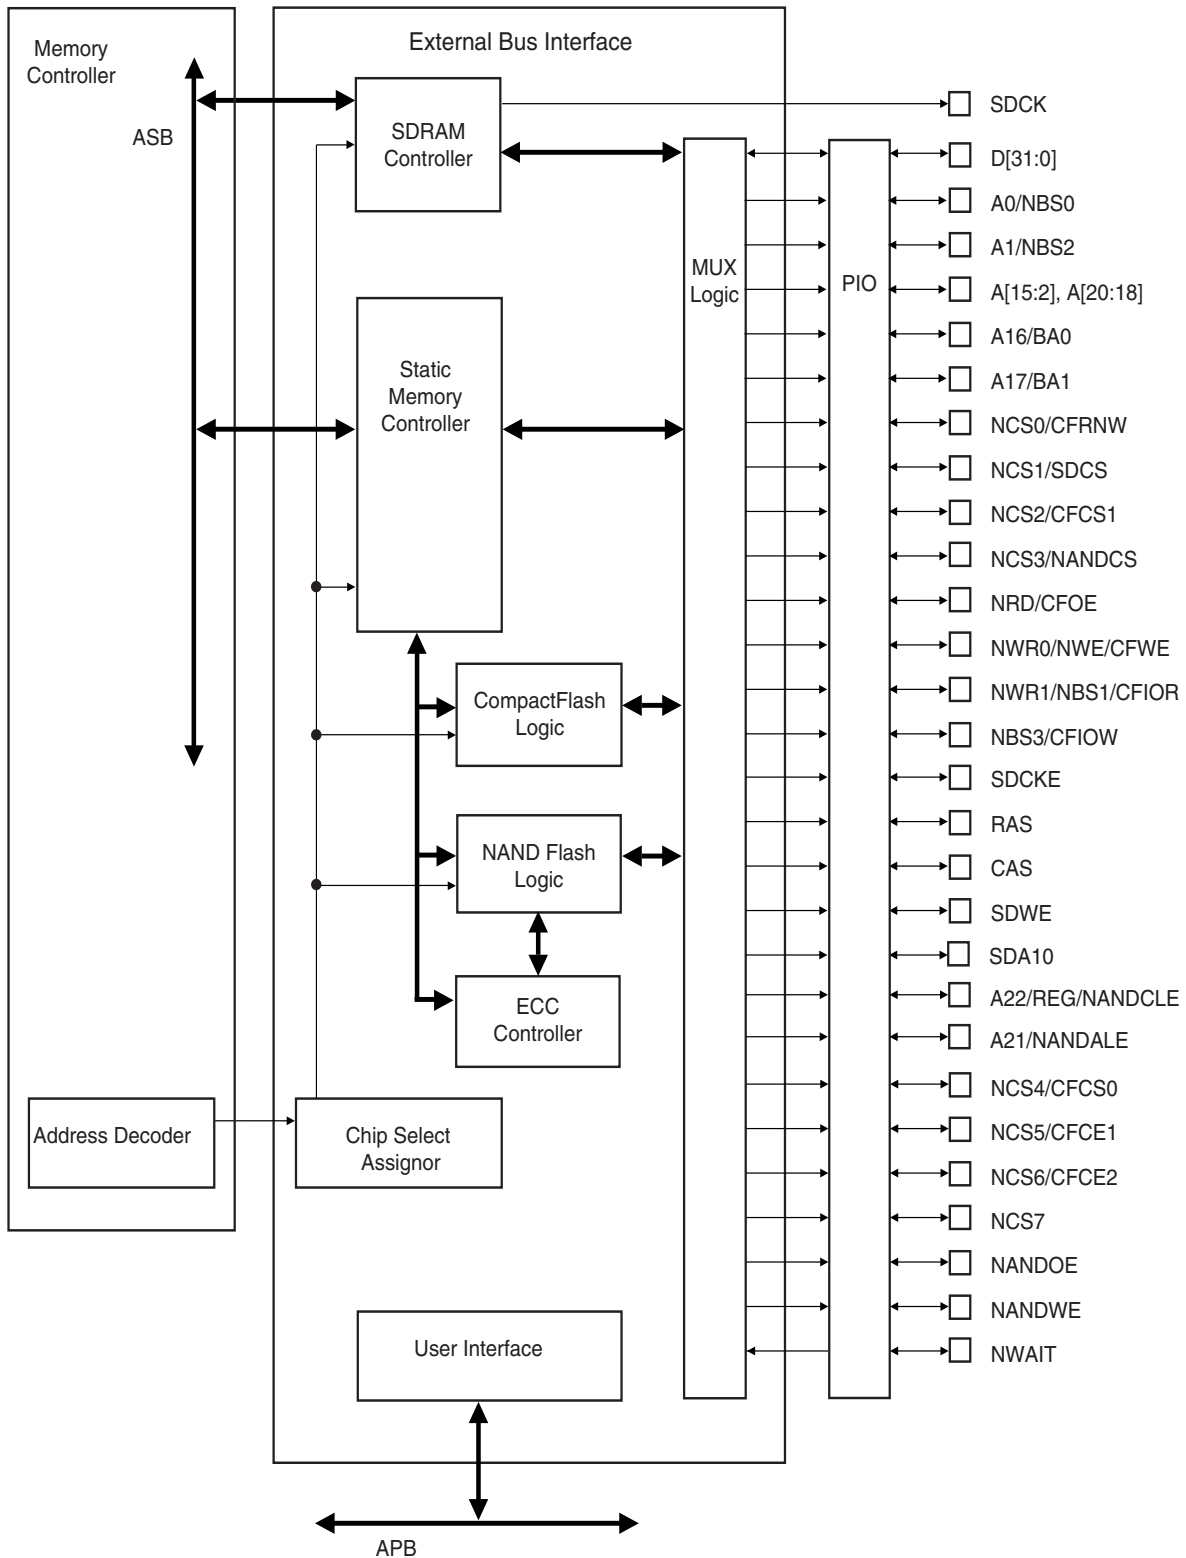 External Bus Interface
Memory
Controller
ASB
SDRAM
Controller
MUX
Logic
PIO
Static
Memory
Controller
CompactFlash
Logic
NAND Flash
Logic
ECC
Controller
Address Decoder
Chip Select
Assignor
User Interface
APB
SDCK
D[31:0]
A0/NBS0
A1/NBS2
A[15:2], A[20:18]
A16/BA0
A17/BA1
NCS0/CFRNW
NCS1/SDCS
NCS2/CFCS1
NCS3/NANDCS
NRD/CFOE
NWR0/NWE/CFWE
NWR1/NBS1/CFIOR
NBS3/CFIOW
SDCKE
RAS
CAS
SDWE
SDA10
A22/REG/NANDCLE
A21/NANDALE
NCS4/CFCS0
NCS5/CFCE1
NCS6/CFCE2
NCS7
NANDOE
NANDWE
NWAIT